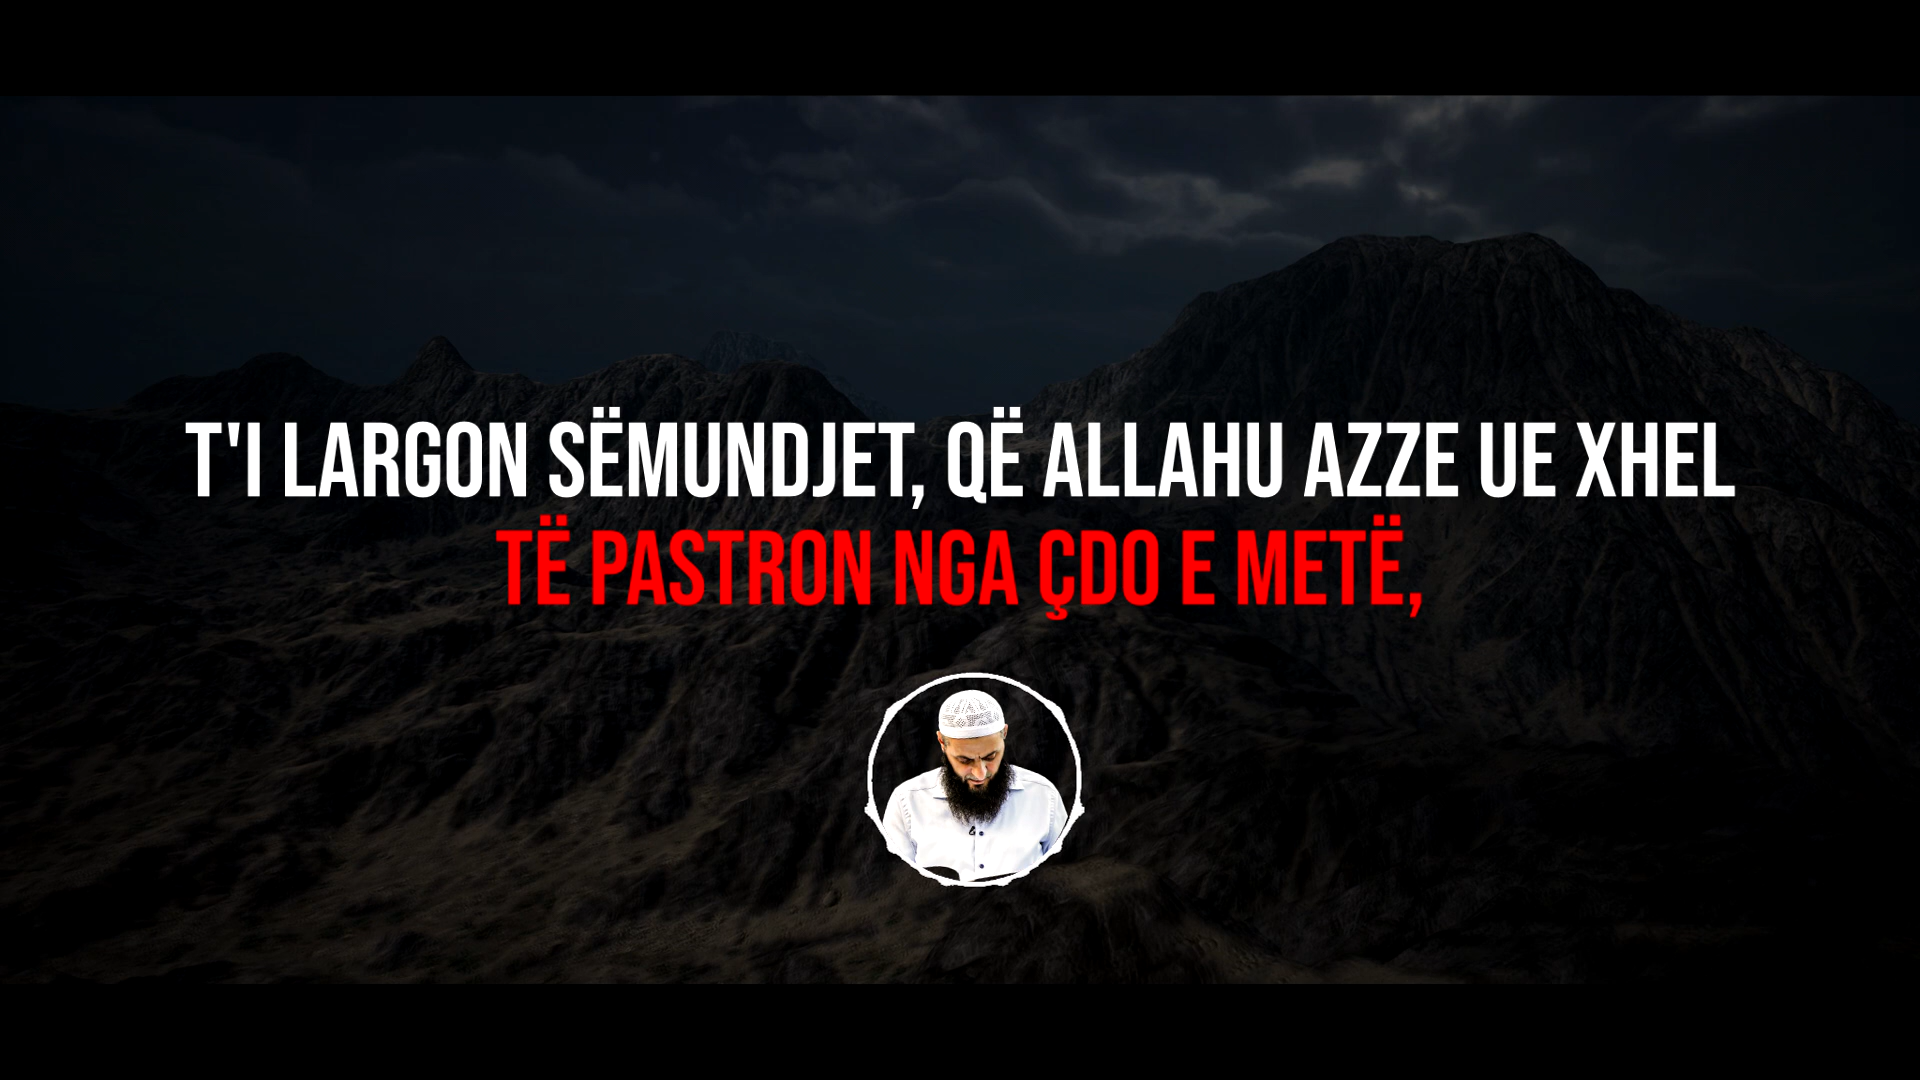 T'I LARGON SËMUNDJET, QË ALLAHU AZZE UE XHEL
TË PASTRON NGA ÇDO E METË,